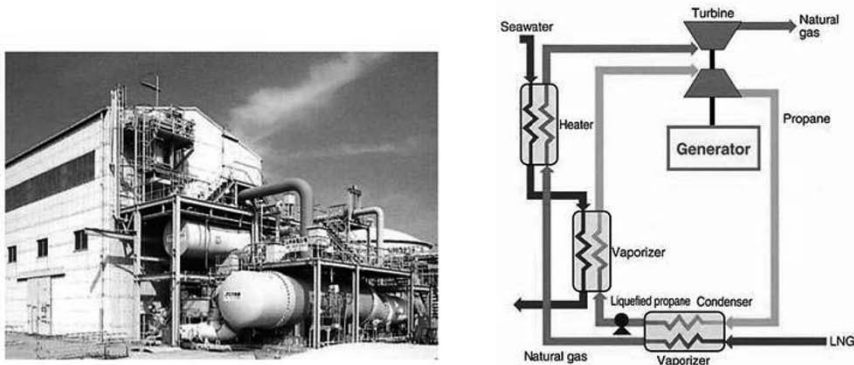 Turbine
Seawater
Natural
gas
Heater
Propane
Generator
Vaporizer
Liquefied propane
Condenser
LNG
Natural gas
Vaporizer